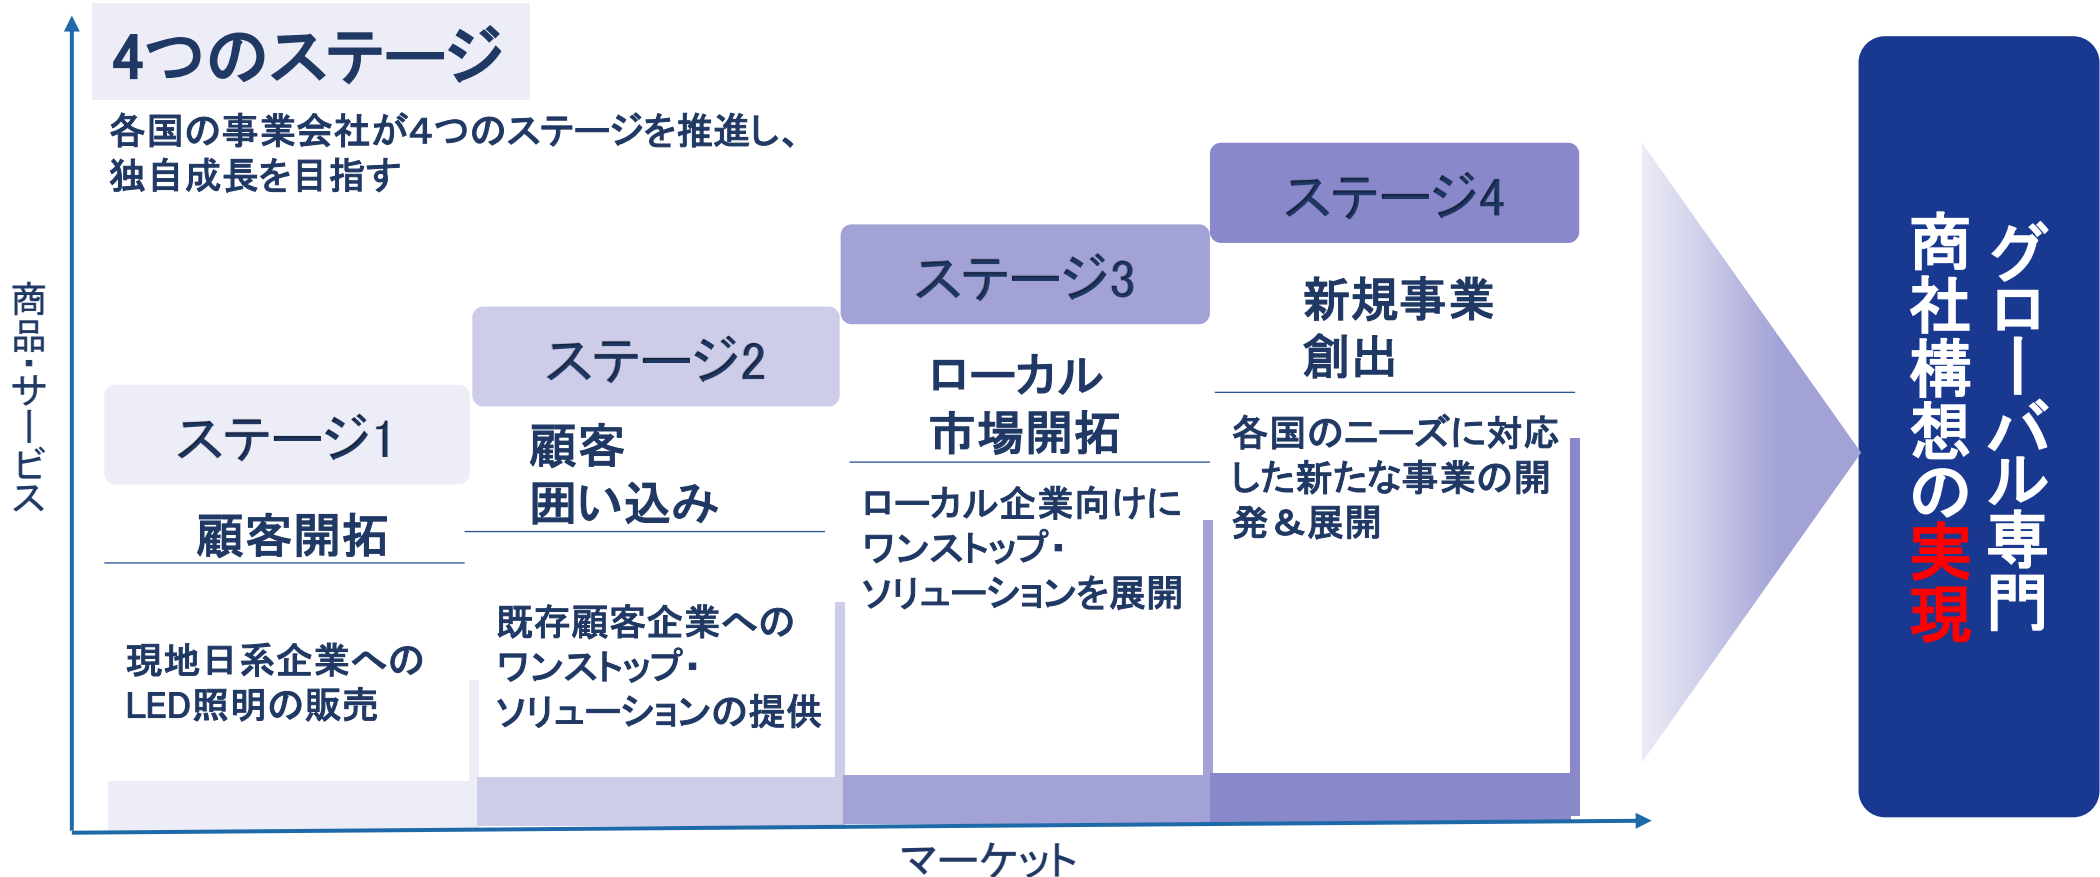 4つのステージ
各国の事業会社が4つのステージを推進し、
独自成長を目指す
商品・サービス
ステージ1
顧客開拓
現地日系企業への
LED照明の販売
ステージ2
顧客
囲い込み
既存顧客企業への
ワンストップ・
ソリューションの提供
ステージ3
ローカル
市場開拓
ローカル企業向けに
ワンストップ・
ソリューションを展開
ステージ4
新規事業
創出
各国のニーズに対応
した新たな事業の開
発＆展開
マーケット
グローバル専門
商社構想の実現